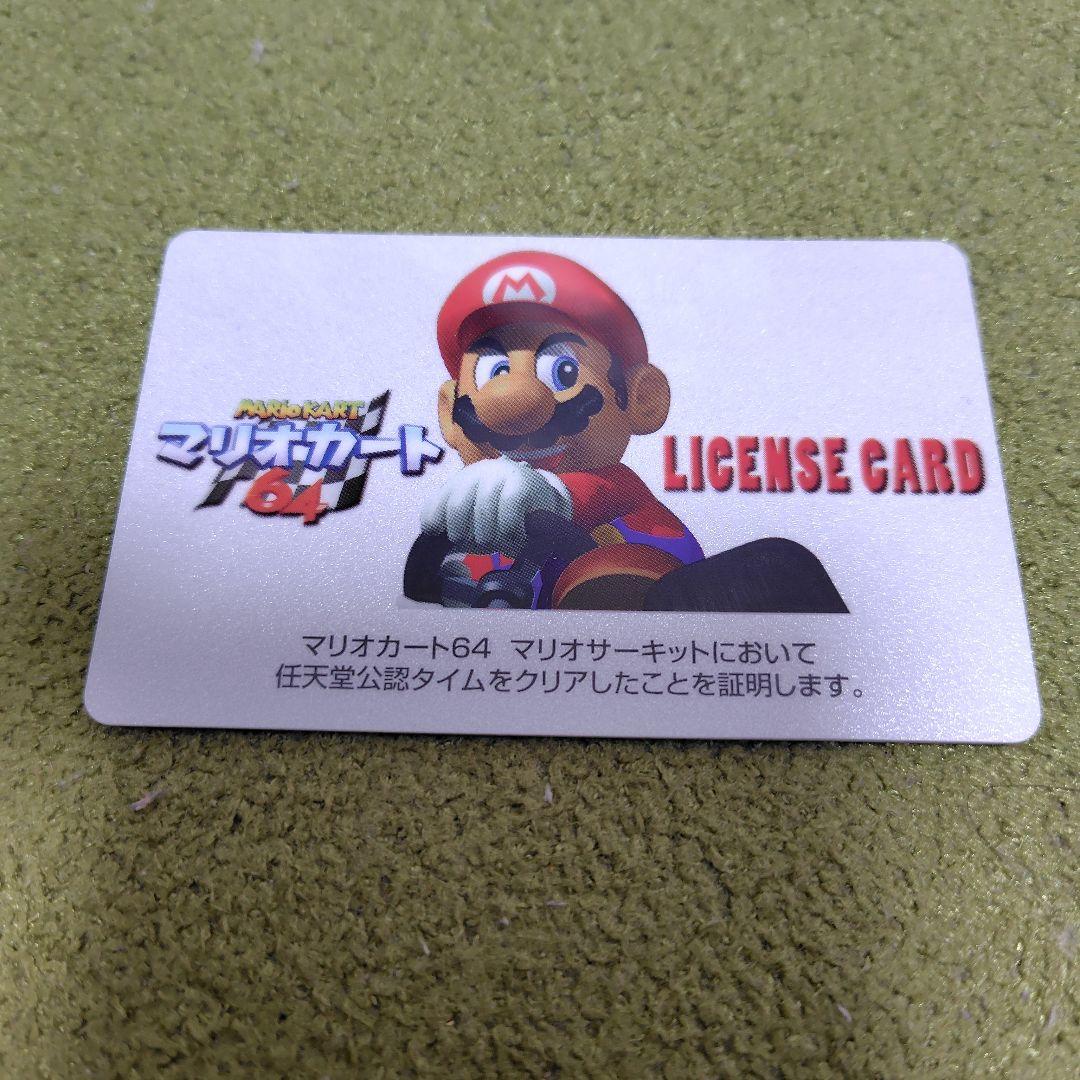 M
MARIO KART
マリオカート
64
LICENSE CARD
マリオカート64 マリオサーキットにおいて
任天堂公認タイムをクリアしたことを証明します。